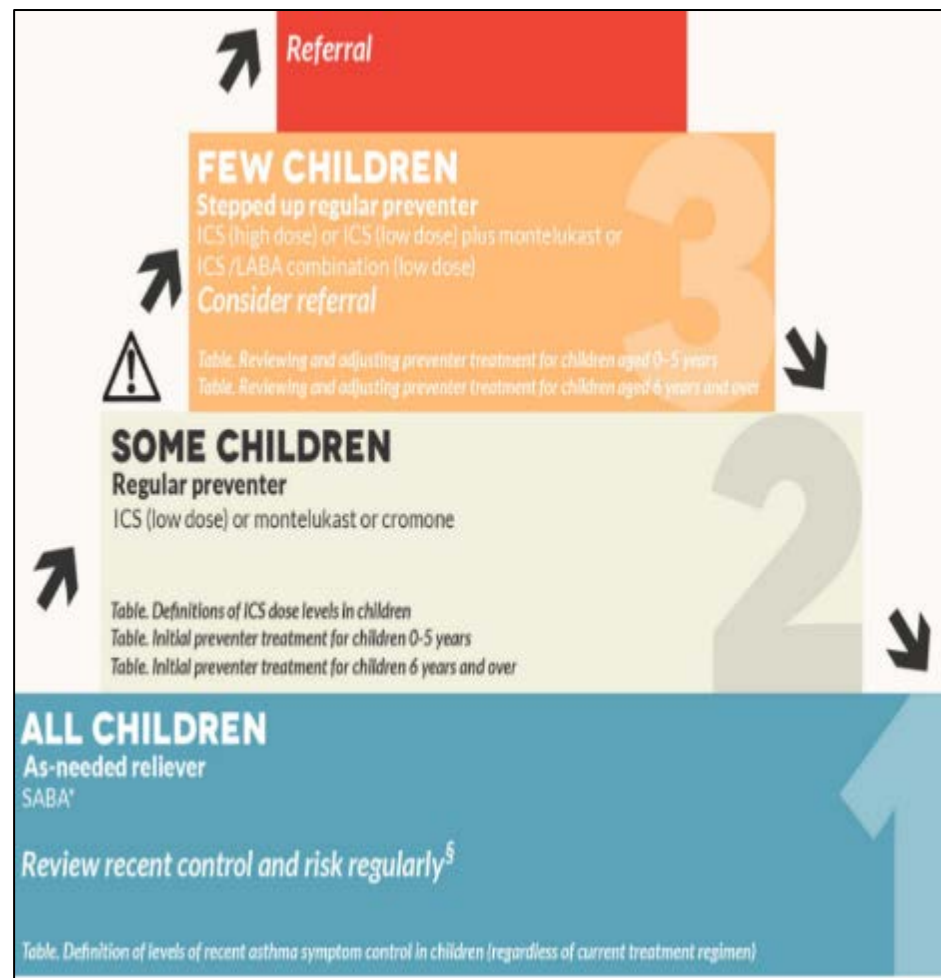 Referral
FEW CHILDREN
Stepped up regular preventer
ICS (high dose) or ICS (low dose) plus montelukast or
ICS /LABA combination (low dose)
Consider referral
Table. Reviewing and adjusting preventer treatment for children aged 0–5 years
Table. Reviewing and adjusting preventer treatment for children aged 6 years and over
3
SOME CHILDREN
Regular preventer
ICS (low dose) or montelukast or cromone
Table. Definitions of ICS dose levels in children
Table. Initial preventer treatment for children 0-5 years
Table. Initial preventer treatment for children 6 years and over
2
ALL CHILDREN
As-needed reliever
SABA*
Review recent control and risk regularly§
Table. Definition of levels of recent asthma symptom control in children (regardless of current treatment regimen)
1